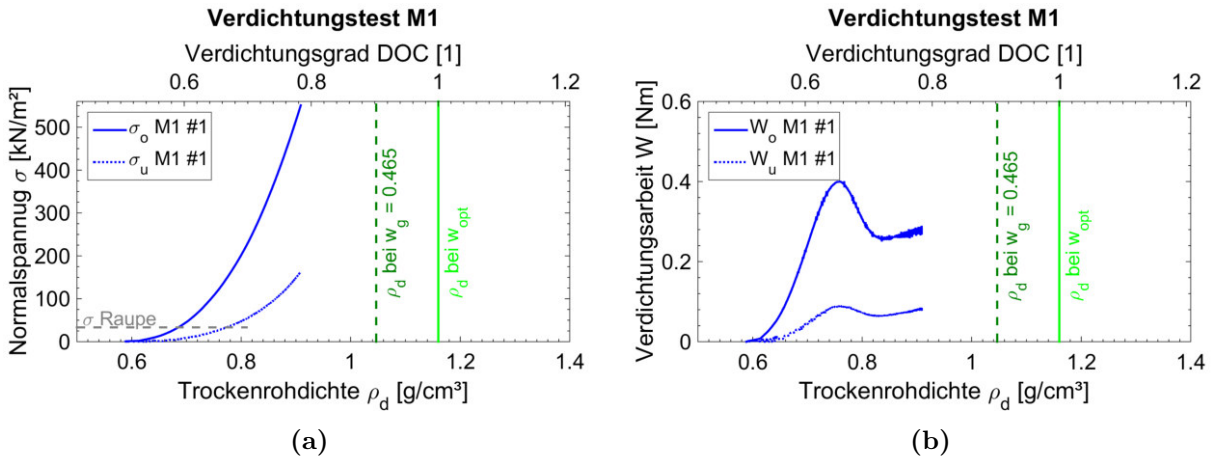 Verdichtungstest M1
Verdichtungsgrad DOC [1]
0.6 0.8 1 1.2
Normalspannug σ [kN/m²]
500
400
300
200
100
0
σo M1 #1
σu M1 #1
σ Raupe
ρd bei wg = 0.465
ρd bei wopt
0.6 0.8 1 1.2 1.4
Trockenrohdichte ρd [g/cm³]
(a)
Verdichtungstest M1
Verdichtungsgrad DOC [1]
0.6 0.8 1 1.2
Verdichtungsarbeit W [Nm]
0.6
0.4
0.2
0
Wo M1 #1
Wu M1 #1
ρd bei wg = 0.465
ρd bei wopt
0.6 0.8 1 1.2 1.4
Trockenrohdichte ρd [g/cm³]
(b)